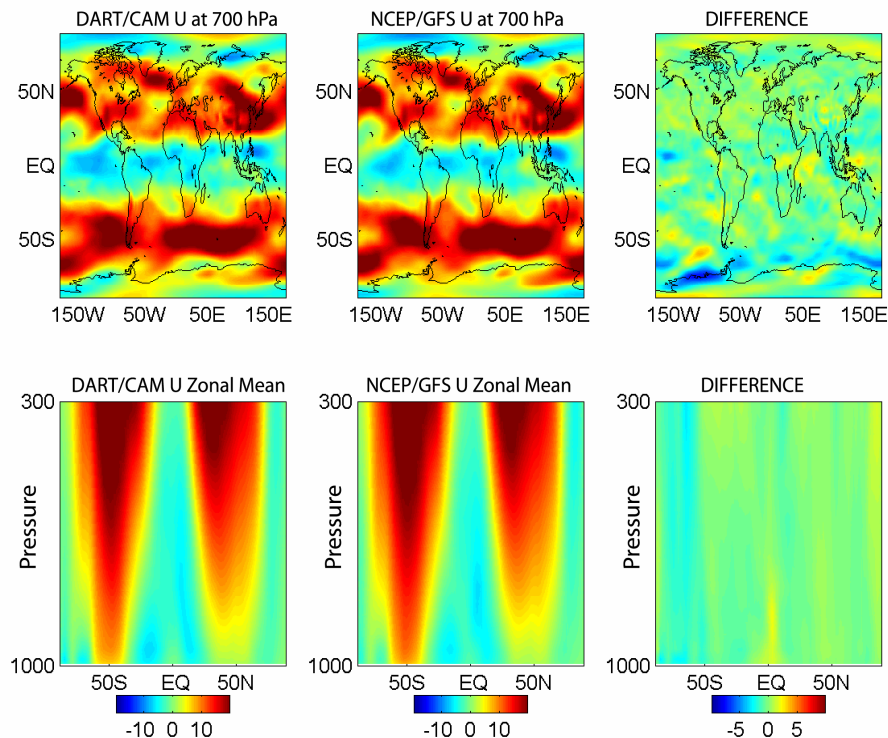 DART/CAM U at 700 hPa
NCEP/GFS U at 700 hPa
DIFFERENCE
50N
EQ
50S
150W 50W 50E 150E
50N
EQ
50S
150W 50W 50E 150E
50N
EQ
50S
150W 50W 50E 150E
DART/CAM U Zonal Mean
NCEP/GFS U Zonal Mean
DIFFERENCE
300
Pressure
1000
50S EQ 50N
-10 0 10
300
Pressure
1000
50S EQ 50N
-10 0 10
300
Pressure
1000
50S EQ 50N
-5 0 5